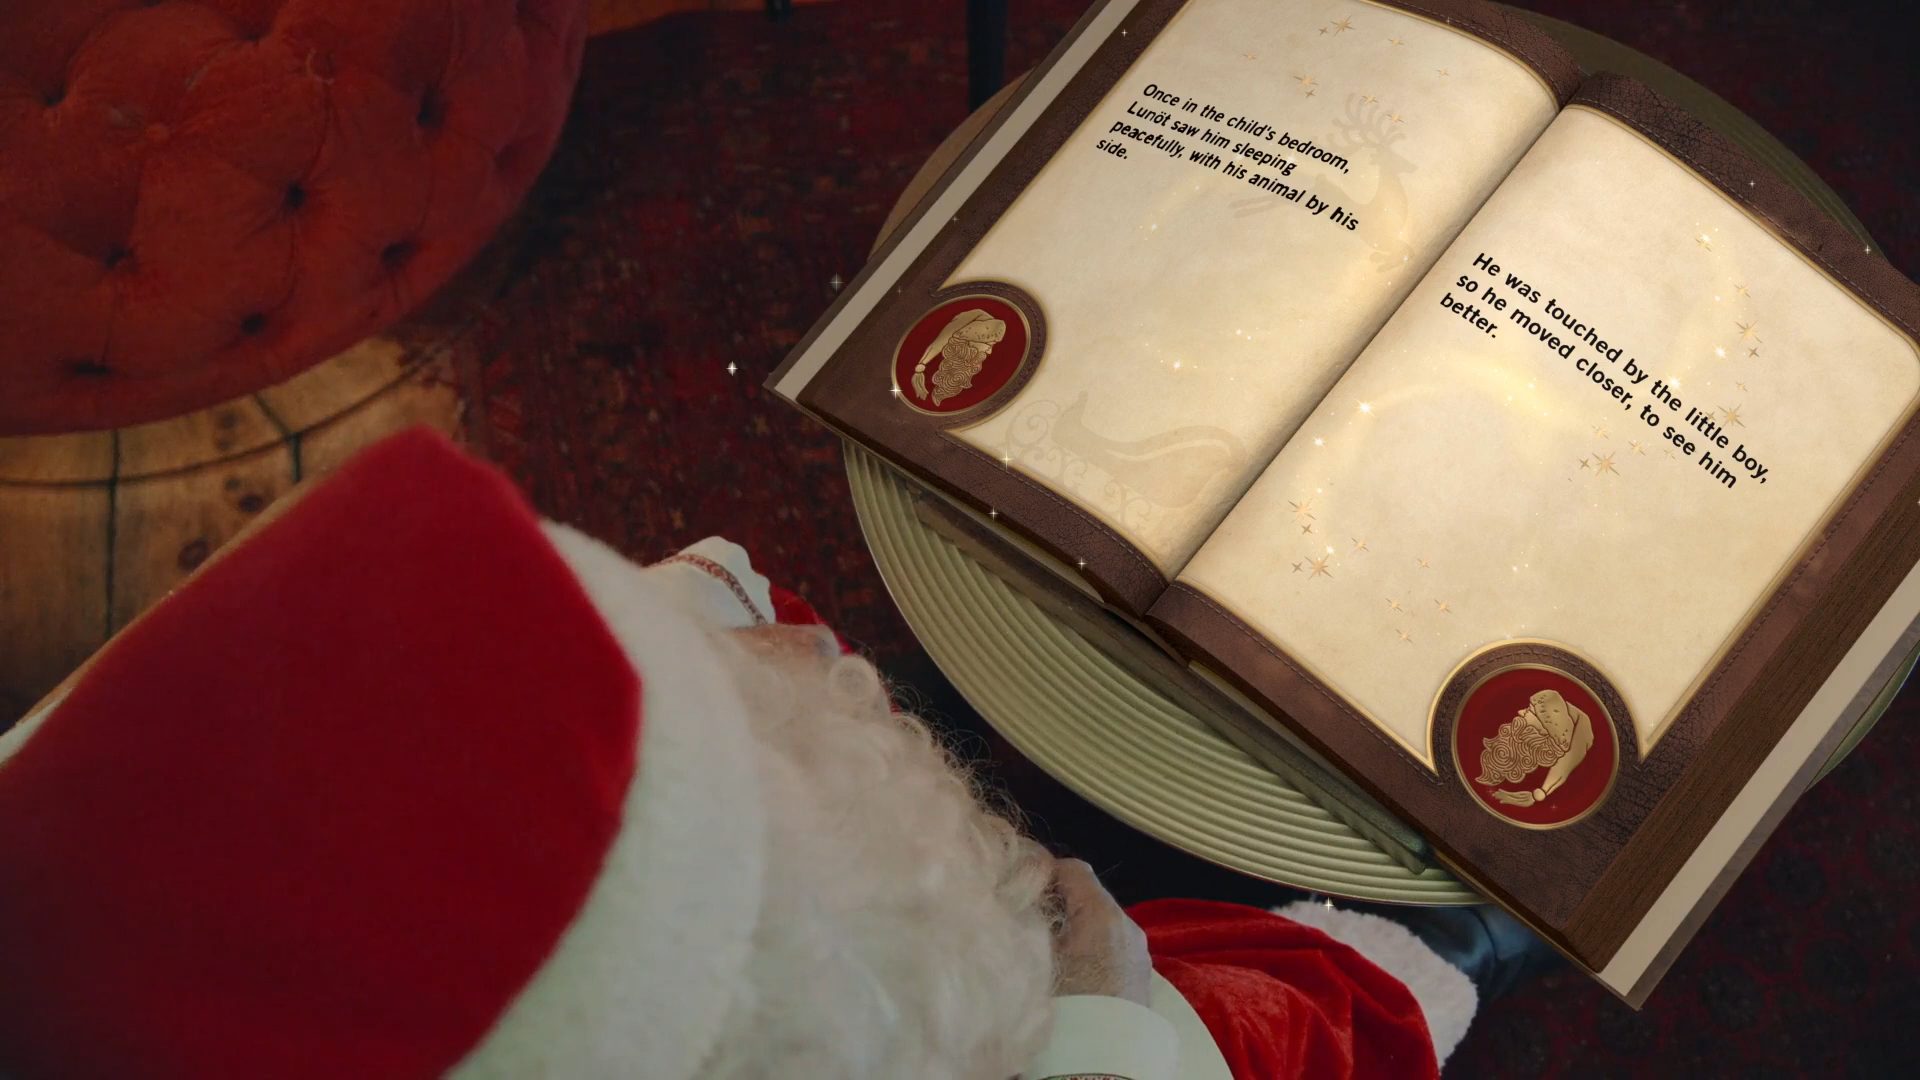 Once in the child's bedroom,
Lunöt saw him sleeping
peacefully, with his animal by his
side.
He was touched by the little boy,
so he moved closer, to see him
better.